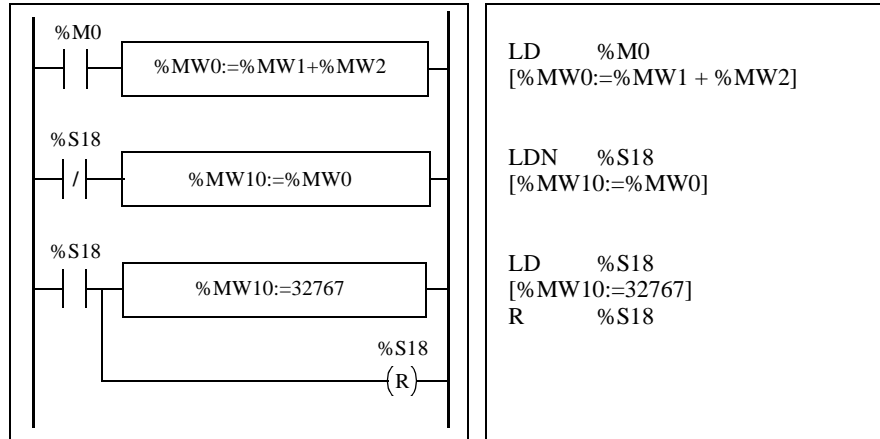 %M0
%MW0:=%MW1+%MW2
%S18
/
%MW10:=%MW0
%S18
%MW10:=32767
%S18
R
LD %M0
[%MW0:=%MW1 + %MW2]
LDN %S18
[%MW10:=%MW0]
LD %S18
[%MW10:=32767]
R %S18